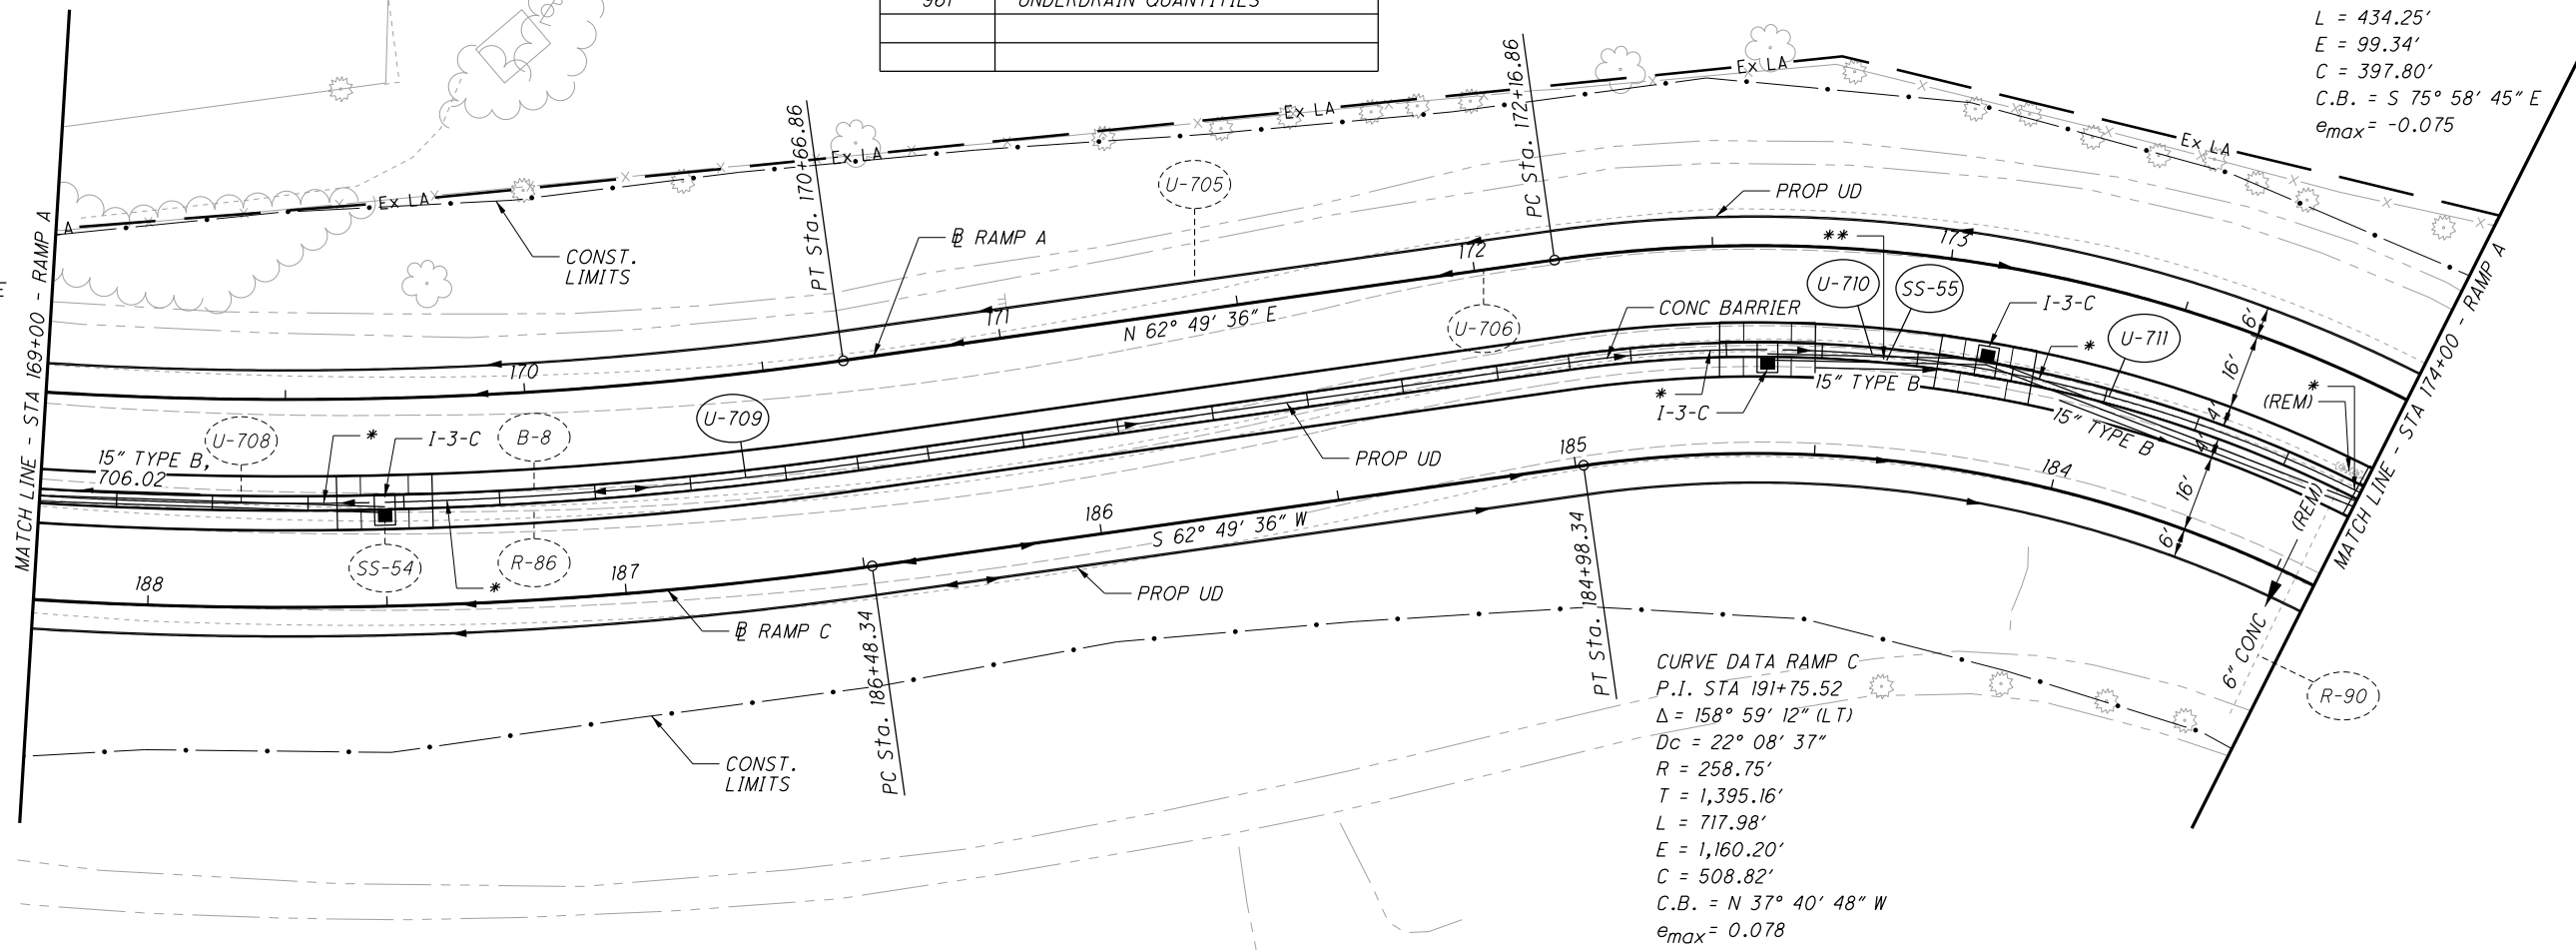 961 UNDERDRAIN QUANTITIES
L = 434.25'
E = 99.34'
C = 397.80'
C.B. = S 75° 58' 45" E
emax = -0.075
MATCH LINE - STA 169+00 - RAMP A
Ex LA
Ex LA
Ex LA
Ex LA
Ex LA
CONST.
LIMITS
PT Sta. 170+66.86
PC Sta. 172+16.86
U-705
PROP UD
℄ RAMP A
170
171
172
173
N 62° 49' 36" E
U-706
CONC BARRIER
**
U-710
SS-55
I-3-C
U-711
*
*
(REM)
15" TYPE B
*
I-3-C
15" TYPE B
6'
16'
4'
4'
16'
6'
(REM)
MATCH LINE - STA 174+00 - RAMP A
U-708
*
I-3-C
B-8
U-709
15" TYPE B,
706.02
SS-54
R-86
*
PROP UD
185
184
186
187
188
S 62° 49' 36" W
PROP UD
℄ RAMP C
PC Sta. 186+48.34
PT Sta. 184+98.34
CONST.
LIMITS
6" CONC
R-90
CURVE DATA RAMP C
P.I. STA 191+75.52
Δ = 158° 59' 12" (LT)
Dc = 22° 08' 37"
R = 258.75'
T = 1,395.16'
L = 717.98'
E = 1,160.20'
C = 508.82'
C.B. = N 37° 40' 48" W
emax = 0.078